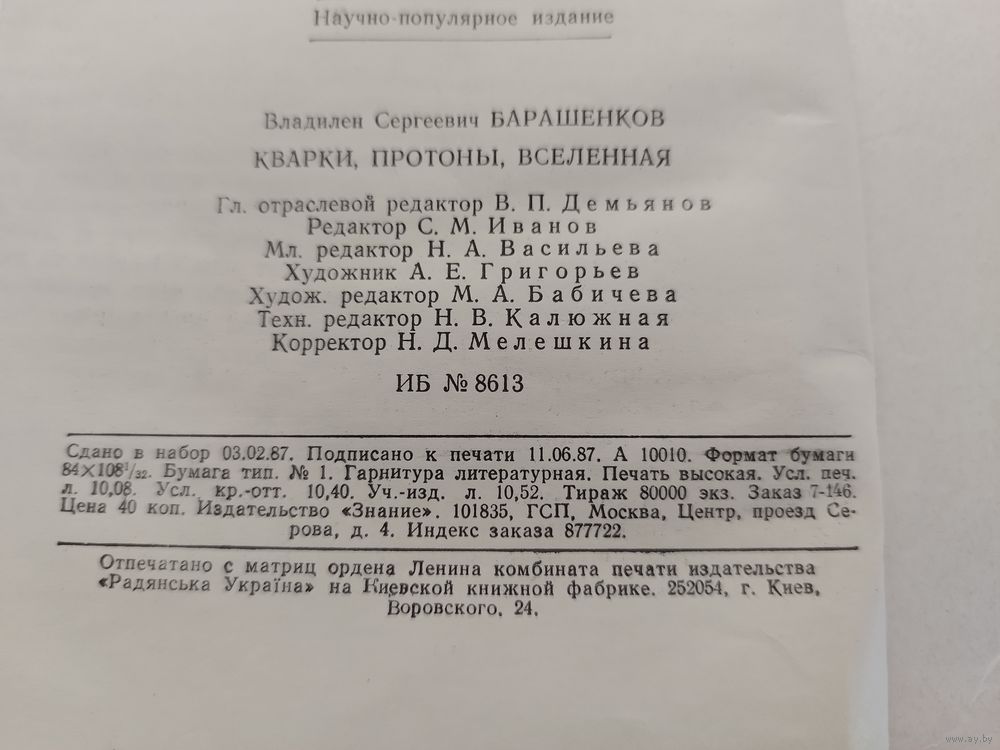 Научно-популярное издание
Владилен Сергеевич БАРАШЕНКОВ
КВАРКИ, ПРОТОНЫ, ВСЕЛЕННАЯ
Гл. отраслевой редактор В. П. Демьянов
Редактор С. М. Иванов
Мл. редактор Н. А. Васильева
Художник А. Е. Григорьев
Худож. редактор М. А. Бабичева
Техн. редактор Н. В. Калюжная
Корректор Н. Д. Мелешкина
ИБ № 8613
Сдано в набор 03.02.87. Подписано к печати 11.06.87. А 10010. Формат бумаги
84×108¹/₃₂. Бумага тип. № 1. Гарнитура литературная. Печать высокая. Усл. печ.
л. 10,08. Усл. кр.-отт. 10,40. Уч.-изд. л. 10,52. Тираж 80000 экз. Заказ 7-146.
Цена 40 коп. Издательство «Знание». 101835, ГСП, Москва, Центр, проезд Се-
рова, д. 4. Индекс заказа 877722.
Отпечатано с матриц ордена Ленина комбината печати издательства
«Радянська Україна» на Киевской книжной фабрике. 252054, г. Киев,
Воровского, 24.
www.ay.by